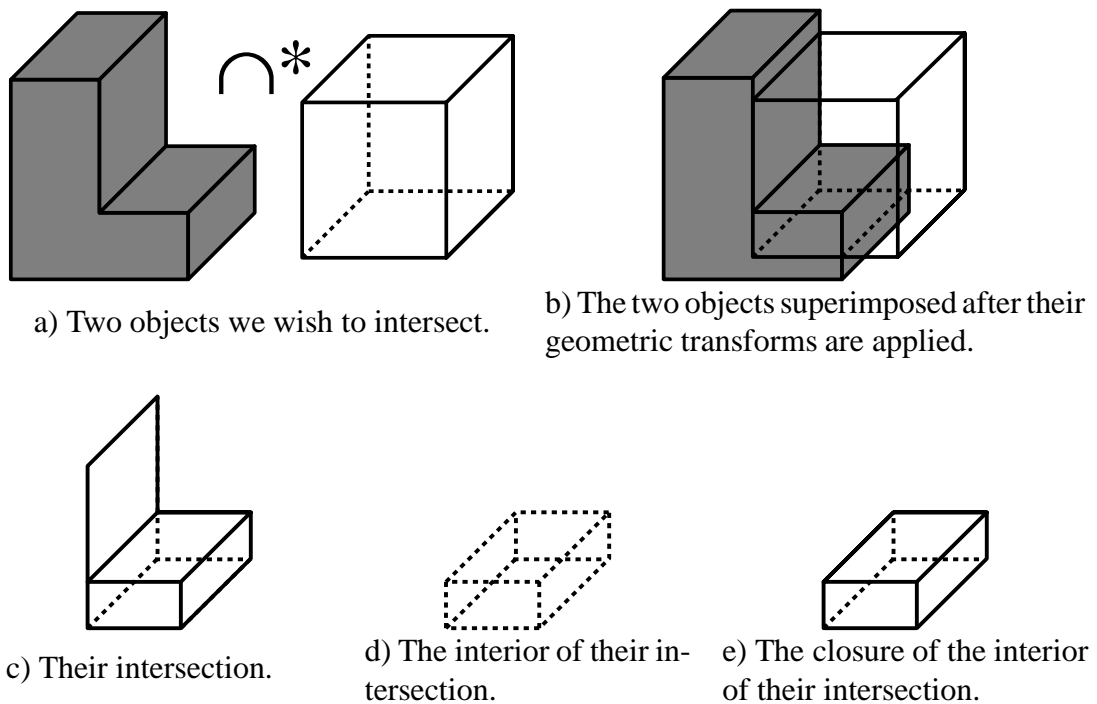 ∩*
a) Two objects we wish to intersect.
b) The two objects superimposed after their
geometric transforms are applied.
c) Their intersection.
d) The interior of their in-
tersection.
e) The closure of the interior
of their intersection.